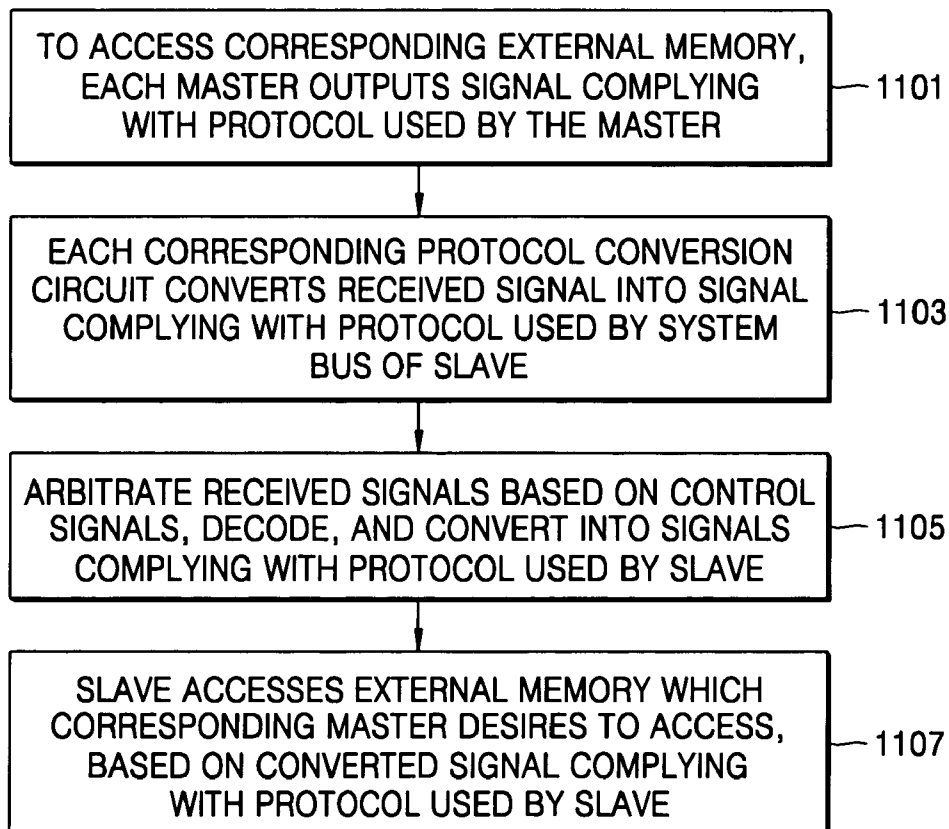 TO ACCESS CORRESPONDING EXTERNAL MEMORY,
EACH MASTER OUTPUTS SIGNAL COMPLYING
WITH PROTOCOL USED BY THE MASTER
1101
EACH CORRESPONDING PROTOCOL CONVERSION
CIRCUIT CONVERTS RECEIVED SIGNAL INTO SIGNAL
COMPLYING WITH PROTOCOL USED BY SYSTEM
BUS OF SLAVE
1103
ARBITRATE RECEIVED SIGNALS BASED ON CONTROL
SIGNALS, DECODE, AND CONVERT INTO SIGNALS
COMPLYING WITH PROTOCOL USED BY SLAVE
1105
SLAVE ACCESSES EXTERNAL MEMORY WHICH
CORRESPONDING MASTER DESIRES TO ACCESS,
BASED ON CONVERTED SIGNAL COMPLYING
WITH PROTOCOL USED BY SLAVE
1107